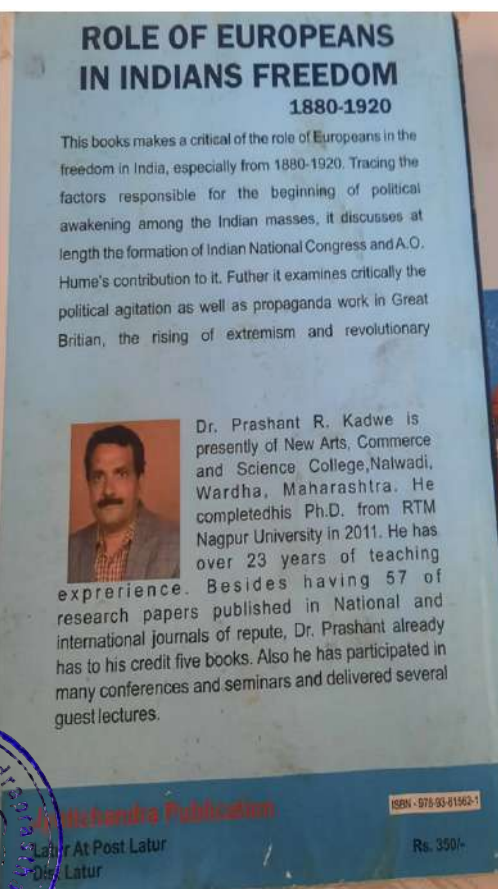 ROLE OF EUROPEANS
IN INDIANS FREEDOM
1880-1920
This books makes a critical of the role of Europeans in the
freedom in India, especially from 1880-1920. Tracing the
factors responsible for the beginning of political
awakening among the Indian masses, it discusses at
length the formation of Indian National Congress and A.O.
Hume's contribution to it. Futher it examines critically the
political agitation as well as propaganda work in Great
Britian, the rising of extremism and revolutionary
Dr. Prashant R. Kadwe is
presently of New Arts, Commerce
and Science College,Nalwadi,
Wardha, Maharashtra. He
completedhis Ph.D. from RTM
Nagpur University in 2011. He has
over 23 years of teaching
exprerience. Besides having 57 of
research papers published in National and
international journals of repute, Dr. Prashant already
has to his credit five books. Also he has participated in
many conferences and seminars and delivered several
guest lectures.
Publication
At Post Latur
Latur
ISBN - 978-93-81562-1
Rs. 350/-